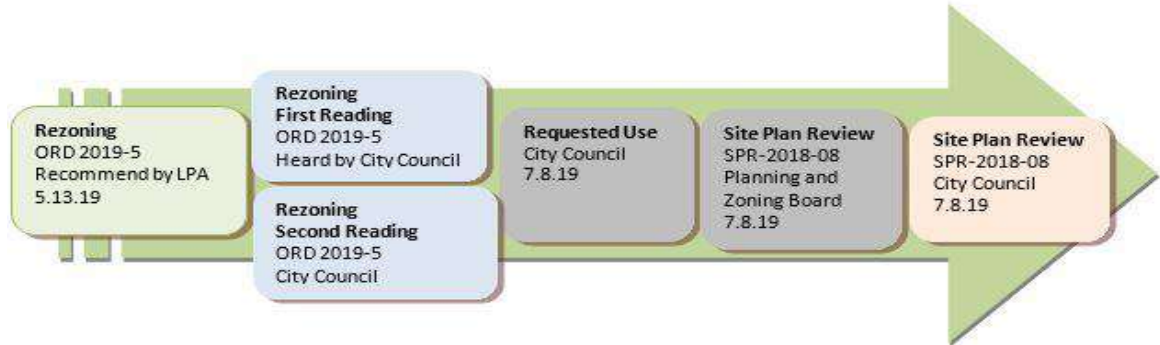 Rezoning
ORD 2019-5
Recommend by LPA
5.13.19
Rezoning
First Reading
ORD 2019-5
Heard by City Council
Rezoning
Second Reading
ORD 2019-5
City Council
Requested Use
City Council
7.8.19
Site Plan Review
SPR-2018-08
Planning and
Zoning Board
7.8.19
Site Plan Review
SPR-2018-08
City Council
7.8.19